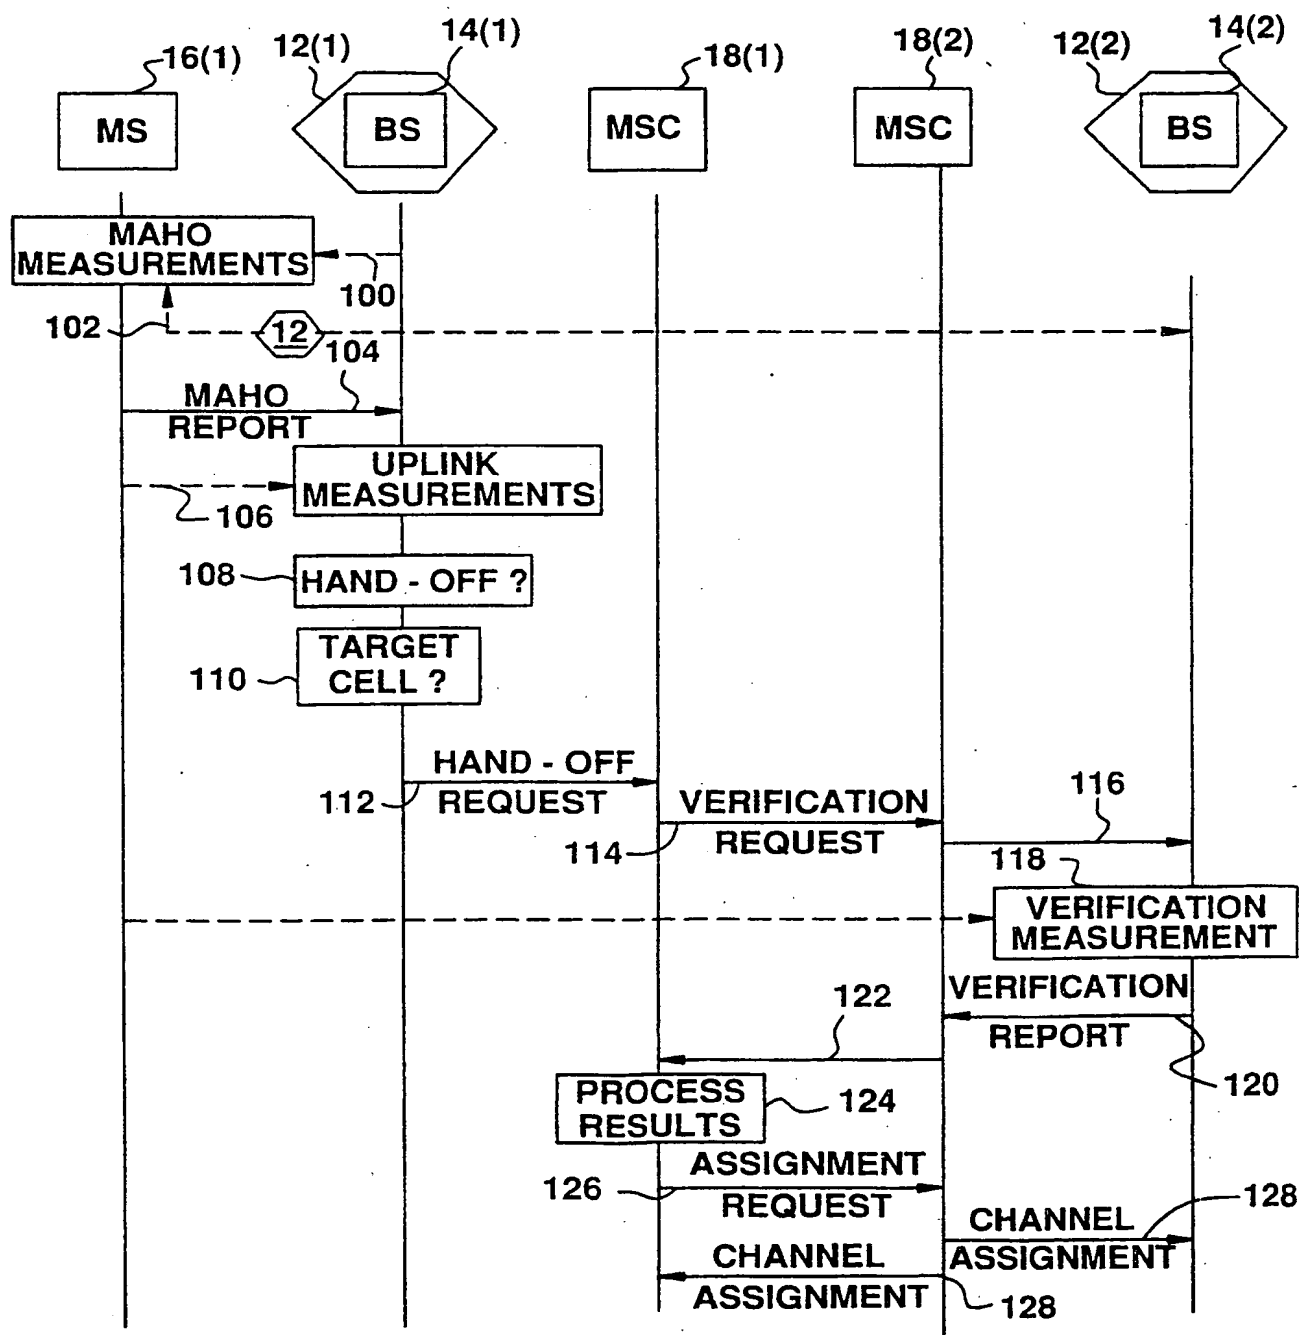 16(1)
12(1)
14(1)
18(1)
18(2)
12(2)
14(2)
MS
BS
MSC
MSC
BS
MAHO
MEASUREMENTS
100
102
12
104
MAHO
REPORT
UPLINK
MEASUREMENTS
106
108
HAND - OFF ?
TARGET
CELL ?
110
HAND - OFF
REQUEST
112
VERIFICATION
REQUEST
114
116
118
VERIFICATION
MEASUREMENT
VERIFICATION
REPORT
120
122
PROCESS
RESULTS
124
ASSIGNMENT
REQUEST
126
CHANNEL
ASSIGNMENT
128
CHANNEL
ASSIGNMENT
128